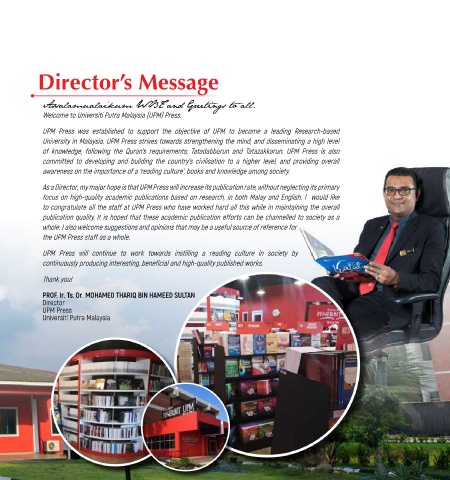 Director's Message
Assalamualaikum WBT and Greetings to all.
Welcome to Universiti Putra Malaysia (UPM) Press.
UPM Press was established to support the objective of UPM to become a leading Research-based
University in Malaysia. UPM Press strives towards strengthening the mind, and disseminating a high level
of knowledge, following the Quran's requirements; Tatadabbarun and Tatazakkarun. UPM Press is also
committed to developing and building the country's civilisation to a higher level, and providing overall
awareness on the importance of a 'reading culture', books and knowledge among society.
As a Director, my major hope is that UPM Press will increase its publication rate, without neglecting its primary
focus on high-quality academic publications based on research, in both Malay and English. I would like
to congratulate all the staff at UPM Press who have worked hard all this while in maintaining the overall
publication quality. It is hoped that these academic publication efforts can be channelled to society as a
whole. I also welcome suggestions and opinions that may be a useful source of reference for
the UPM Press staff as a whole.
UPM Press will continue to work towards instilling a reading culture in society by
continuously producing interesting, beneficial and high-quality published works.
Thank you!
PROF. Ir. Ts. Dr. MOHAMED THARIQ BIN HAMEED SULTAN
Director
UPM Press
Universiti Putra Malaysia
PENERBIT
PENERBIT UPM